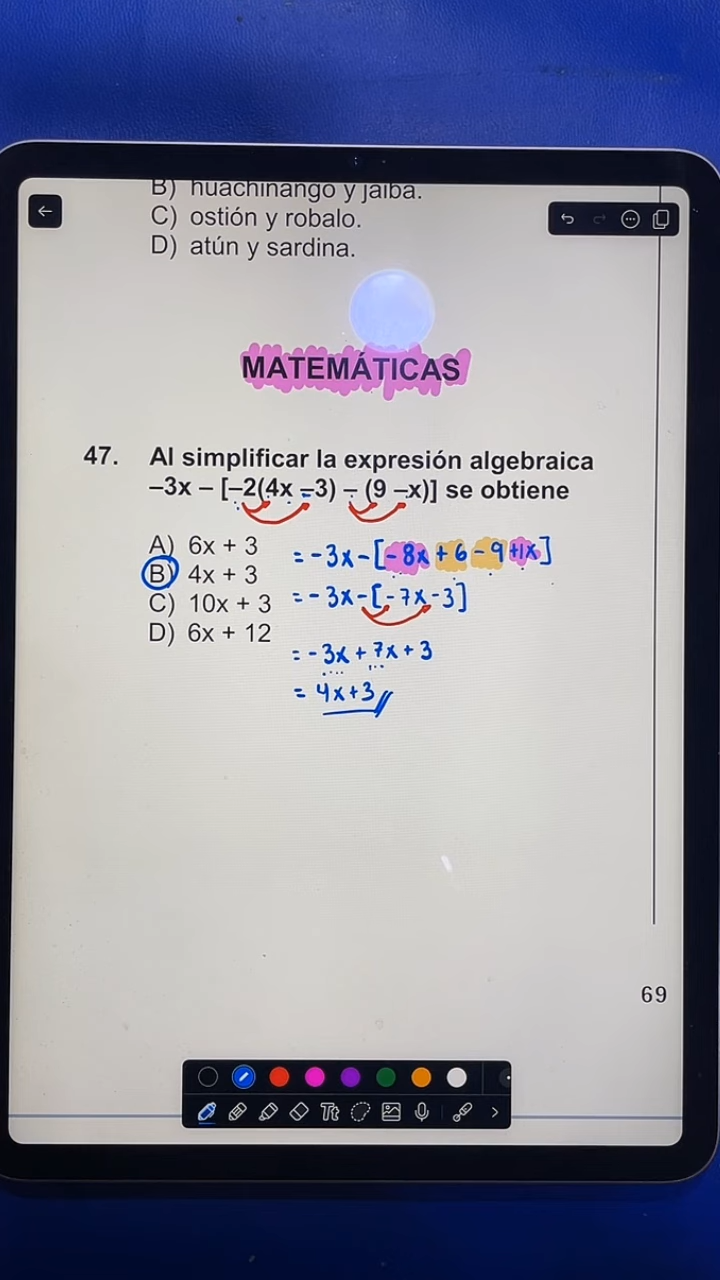 B) huachinango y jaiba.
C) ostión y robalo.
D) atún y sardina.
MATEMÁTICAS
47. Al simplificar la expresión algebraica
−3x − [−2(4x −3) − (9 −x)] se obtiene
A) 6x + 3
B) 4x + 3
C) 10x + 3
D) 6x + 12
= -3x-[-8x+6-9+1x]
= -3x-[-7x-3]
= -3x+7x+3
= 4x+3
69
Tt